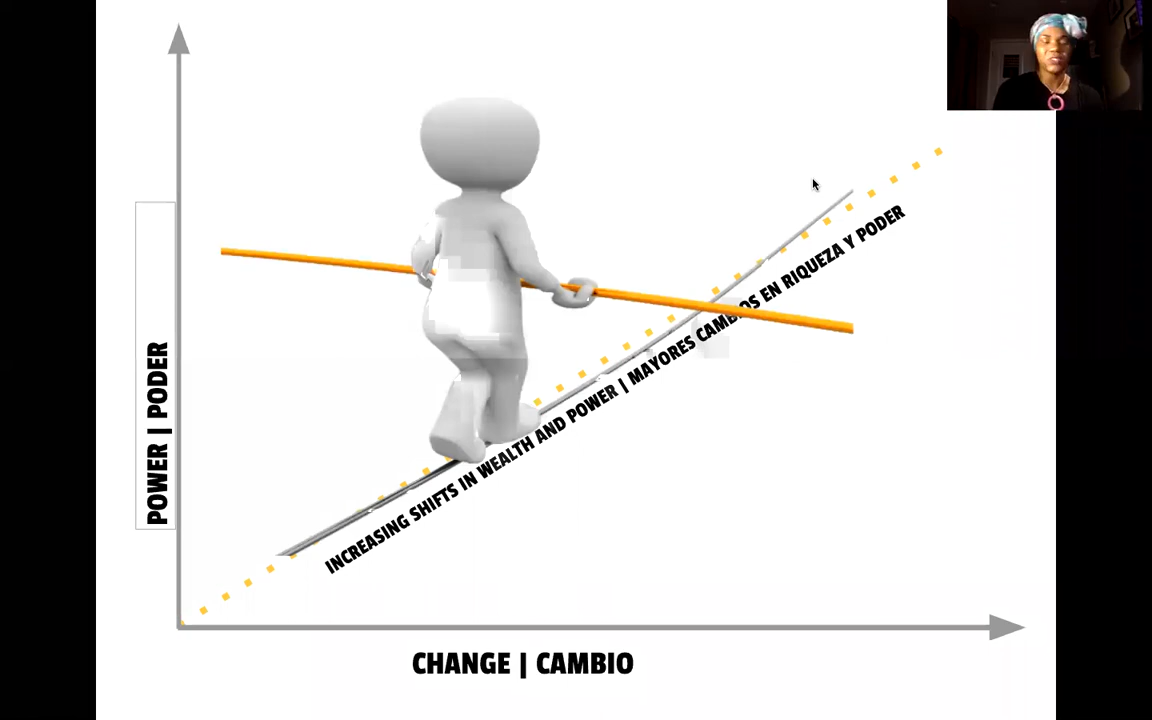 POWER | PODER
INCREASING SHIFTS IN WEALTH AND POWER | MAYORES CAMBIOS EN RIQUEZA Y PODER
CHANGE | CAMBIO